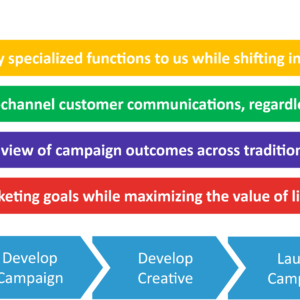 y specialized functions to us while shifting in
channel customer communications, regardle
view of campaign outcomes across tradition
keting goals while maximizing the value of li
Develop
Campaign
Develop
Creative
Lau
Camp